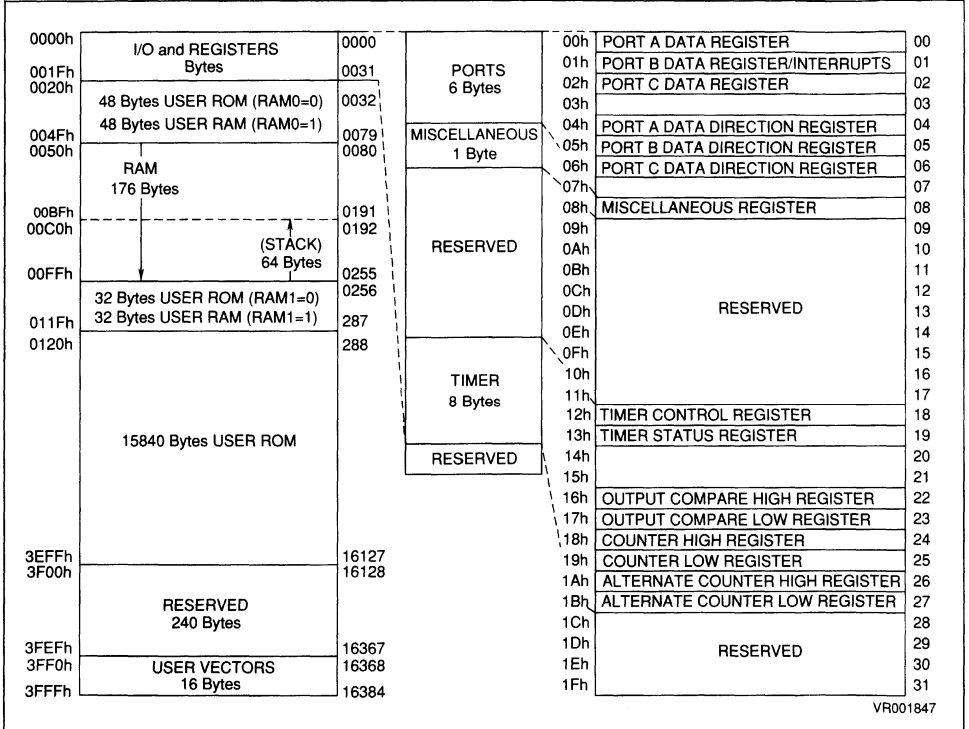 0000h I/O and REGISTERS 0000
Bytes
001Fh 0031
0020h 48 Bytes USER ROM (RAM0=0) 0032
48 Bytes USER RAM (RAM0=1)
004Fh 0079
0050h 0080
RAM
176 Bytes
00BFh 0191
00C0h 0192
(STACK)
64 Bytes
00FFh 0255
32 Bytes USER ROM (RAM1=0) 0256
32 Bytes USER RAM (RAM1=1)
011Fh 287
0120h 288
15840 Bytes USER ROM
3EFFh 16127
3F00h 16128
RESERVED
240 Bytes
3FEFh 16367
3FF0h USER VECTORS 16368
16 Bytes
3FFFh 16384
PORTS
6 Bytes
MISCELLANEOUS
1 Byte
RESERVED
TIMER
8 Bytes
RESERVED
00h PORT A DATA REGISTER 00
01h PORT B DATA REGISTER/INTERRUPTS 01
02h PORT C DATA REGISTER 02
03h 03
04h PORT A DATA DIRECTION REGISTER 04
05h PORT B DATA DIRECTION REGISTER 05
06h PORT C DATA DIRECTION REGISTER 06
07h 07
08h MISCELLANEOUS REGISTER 08
09h 09
0Ah 10
0Bh 11
0Ch 12
0Dh RESERVED 13
0Eh 14
0Fh 15
10h 16
11h 17
12h TIMER CONTROL REGISTER 18
13h TIMER STATUS REGISTER 19
14h 20
15h 21
16h OUTPUT COMPARE HIGH REGISTER 22
17h OUTPUT COMPARE LOW REGISTER 23
18h COUNTER HIGH REGISTER 24
19h COUNTER LOW REGISTER 25
1Ah ALTERNATE COUNTER HIGH REGISTER 26
1Bh ALTERNATE COUNTER LOW REGISTER 27
1Ch 28
1Dh RESERVED 29
1Eh 30
1Fh 31
VR001847